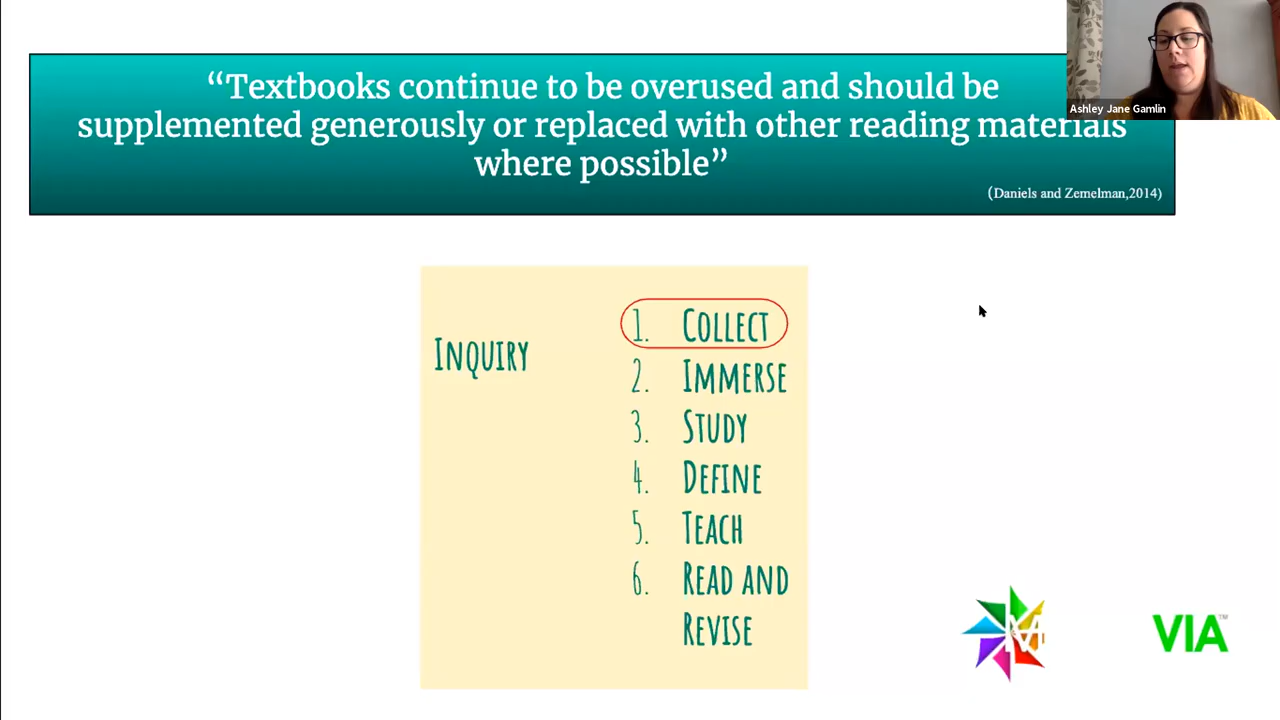 “Textbooks continue to be overused and should be
supplemented generously or replaced with other reading materials
where possible”
(Daniels and Zemelman,2014)
Ashley Jane Gamlin
Inquiry
1. Collect
2. Immerse
3. Study
4. Define
5. Teach
6. Read and
Revise
VIA™